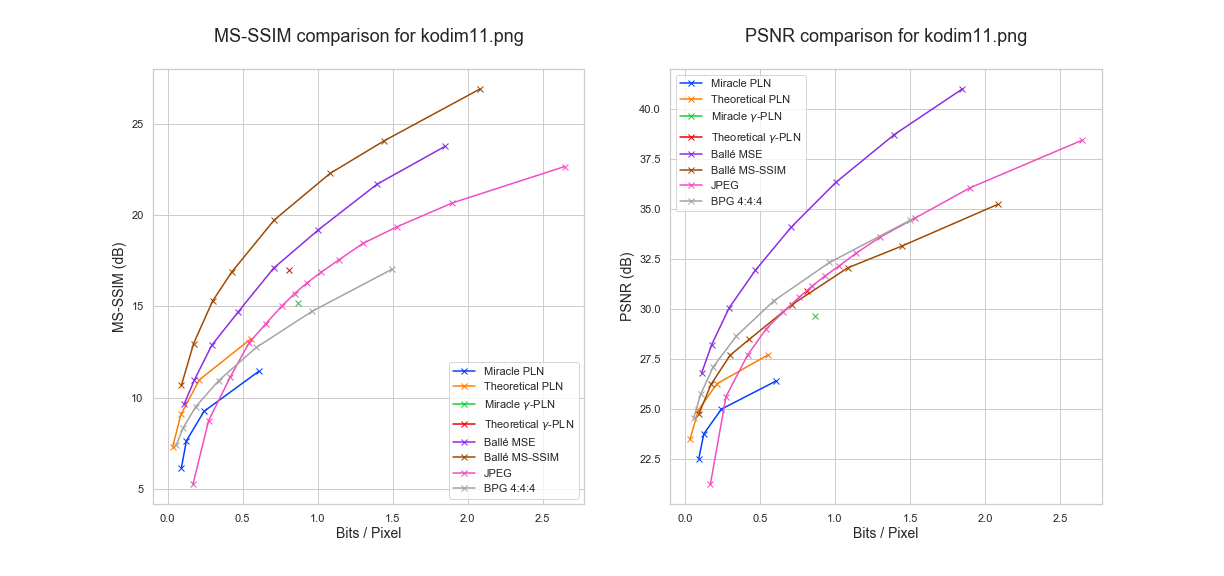 MS-SSIM comparison for kodim11.png
MS-SSIM (dB)
25
20
15
10
5
0.0 0.5 1.0 1.5 2.0 2.5
Bits / Pixel
Miracle PLN
Theoretical PLN
Miracle γ-PLN
Theoretical γ-PLN
Ballé MSE
Ballé MS-SSIM
JPEG
BPG 4:4:4
PSNR comparison for kodim11.png
PSNR (dB)
40.0
37.5
35.0
32.5
30.0
27.5
25.0
22.5
0.0 0.5 1.0 1.5 2.0 2.5
Bits / Pixel
Miracle PLN
Theoretical PLN
Miracle γ-PLN
Theoretical γ-PLN
Ballé MSE
Ballé MS-SSIM
JPEG
BPG 4:4:4